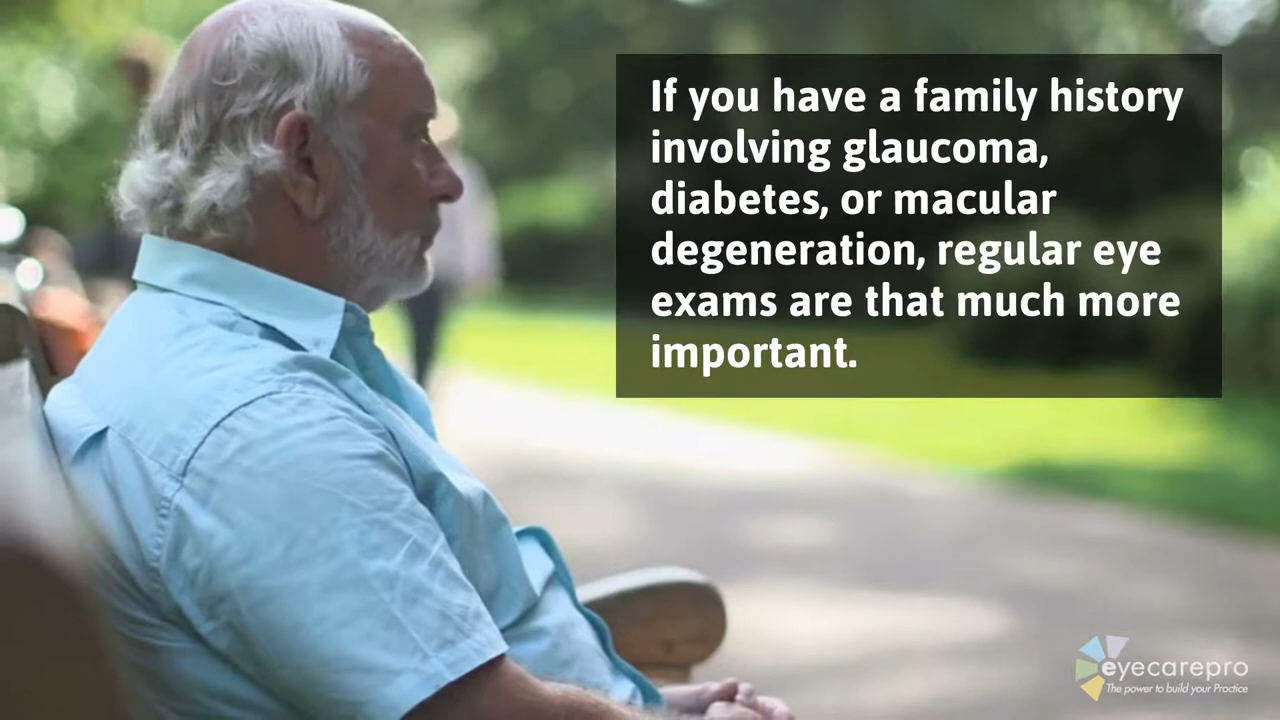 If you have a family history
involving glaucoma,
diabetes, or macular
degeneration, regular eye
exams are that much more
important.
eyecarepro
The power to build your Practice